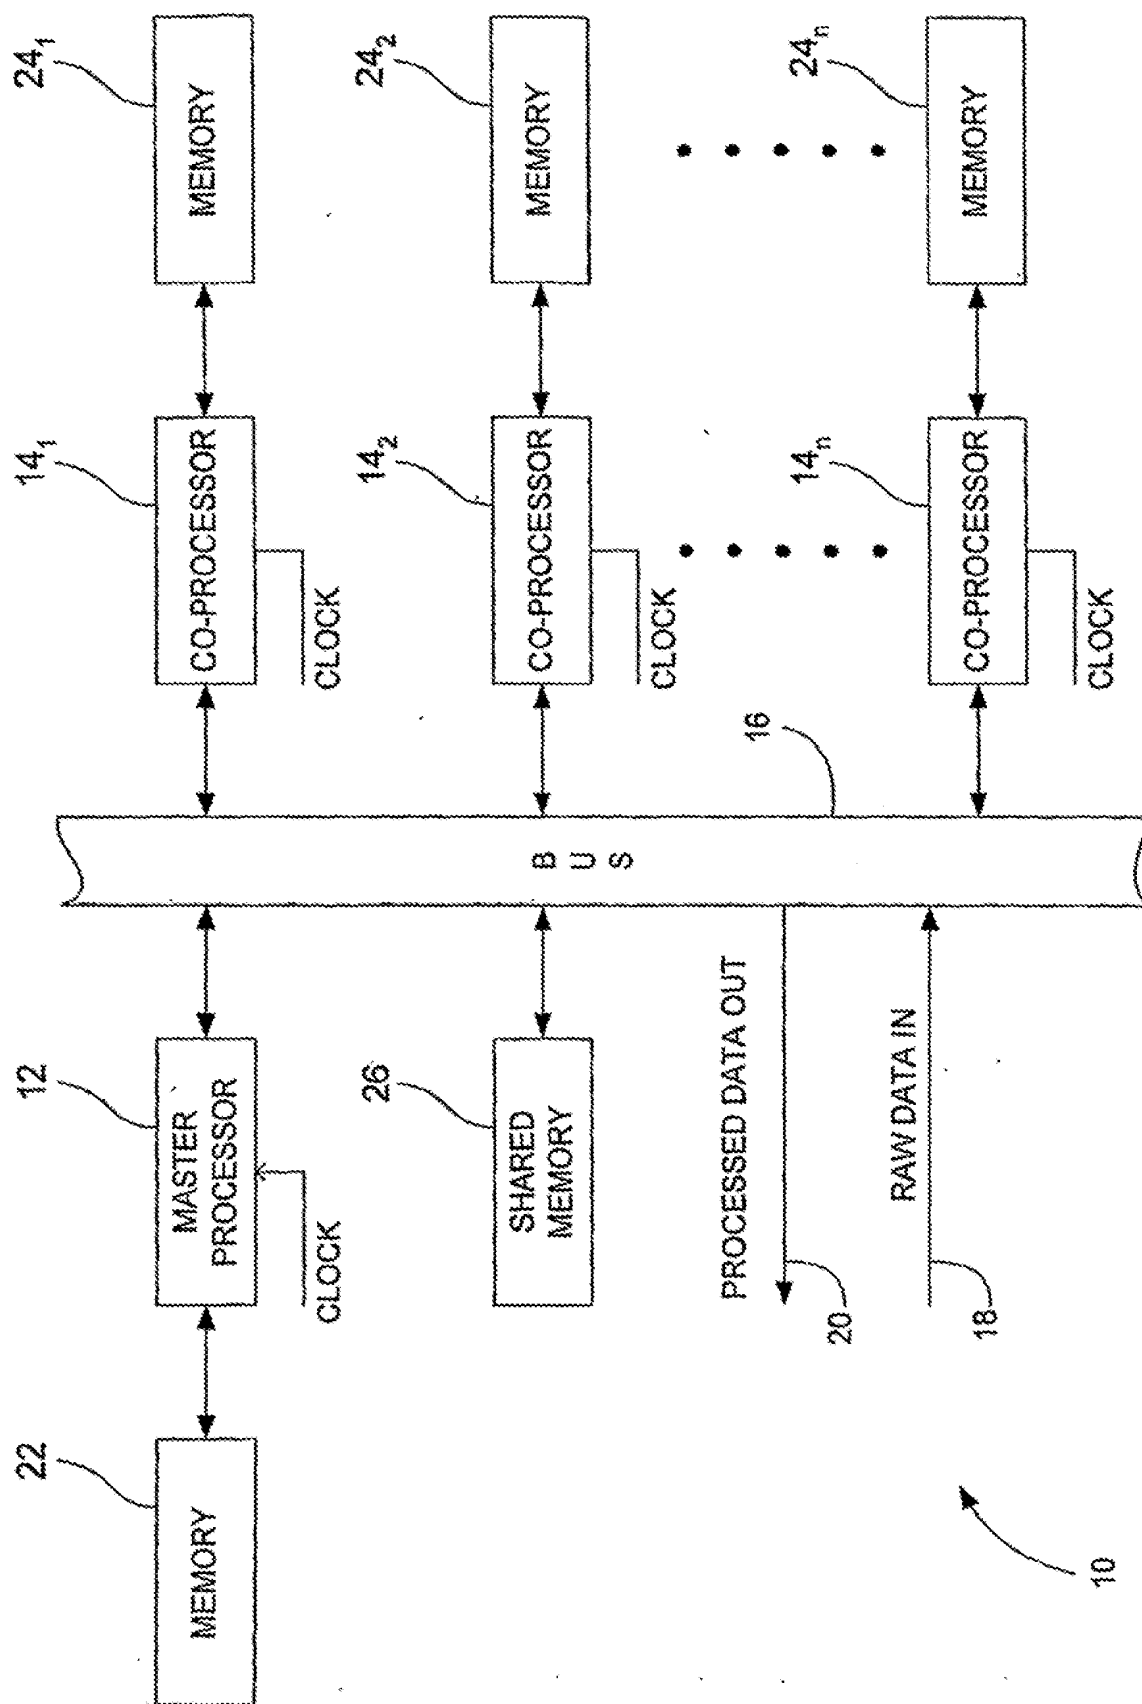 22
MEMORY
12
MASTER
PROCESSOR
CLOCK
14₁
CO-PROCESSOR
CLOCK
24₁
MEMORY
26
SHARED
MEMORY
BUS
14₂
CO-PROCESSOR
CLOCK
24₂
MEMORY
16
PROCESSED DATA OUT
20
RAW DATA IN
18
14ₙ
CO-PROCESSOR
CLOCK
24ₙ
MEMORY
10